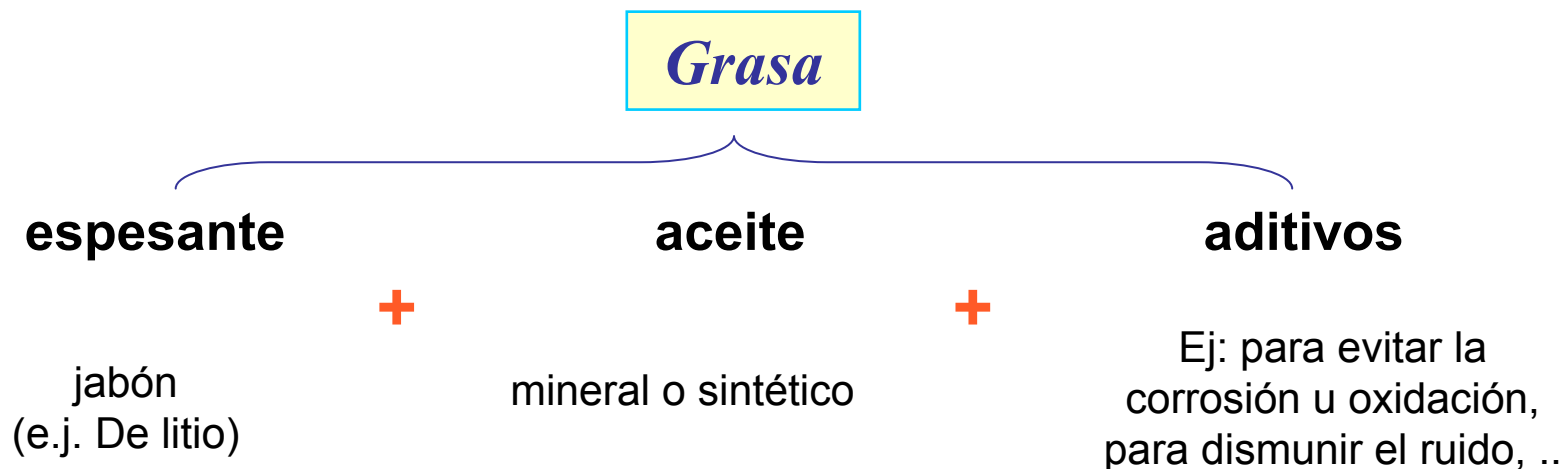 Grasa
espesante
aceite
aditivos
+
+
jabón
(e.j. De litio)
mineral o sintético
Ej: para evitar la
corrosión u oxidación,
para dismunir el ruido, ..